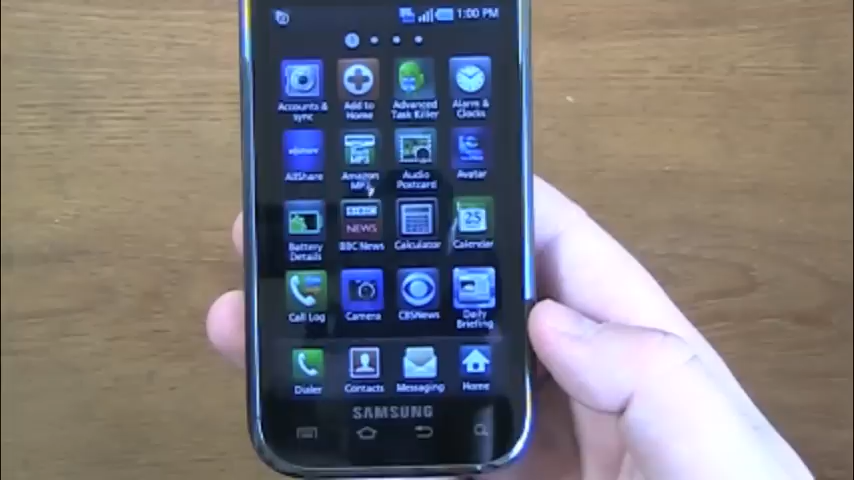 1:00 PM
1
Accounts & sync
Add to Home
Advanced Task Killer
Alarm & Clocks
AllShare
Amazon MP3
Audio Postcard
Avatar
Battery Details
BBC News
Calculator
Calendar
Call Log
Camera
CBSNews
Daily Briefing
Dialer
Contacts
Messaging
Home
SAMSUNG